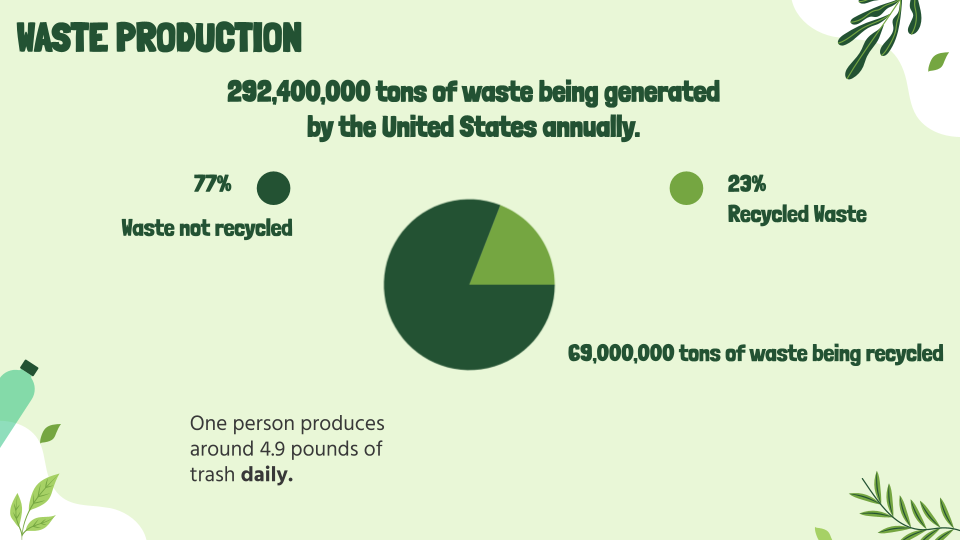 WASTE PRODUCTION
292,400,000 tons of waste being generated
by the United States annually.
77%
Waste not recycled
23%
Recycled Waste
69,000,000 tons of waste being recycled
One person produces
around 4.9 pounds of
trash daily.